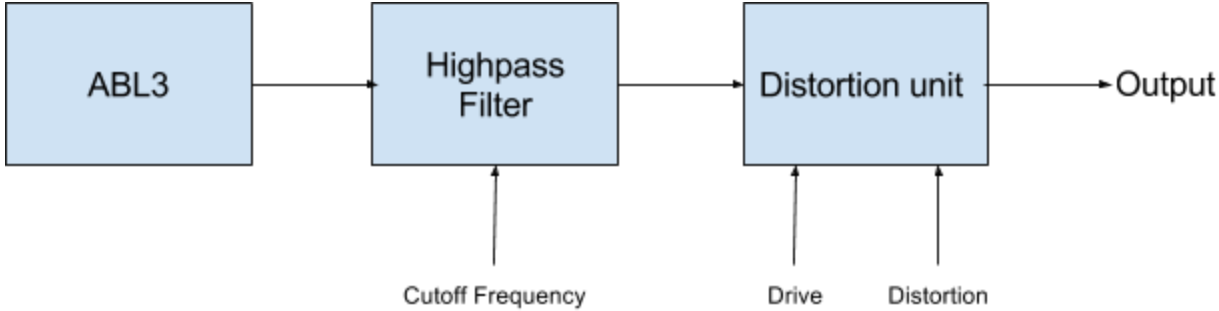 ABL3
Highpass
Filter
Distortion unit
Output
Cutoff Frequency
Drive
Distortion